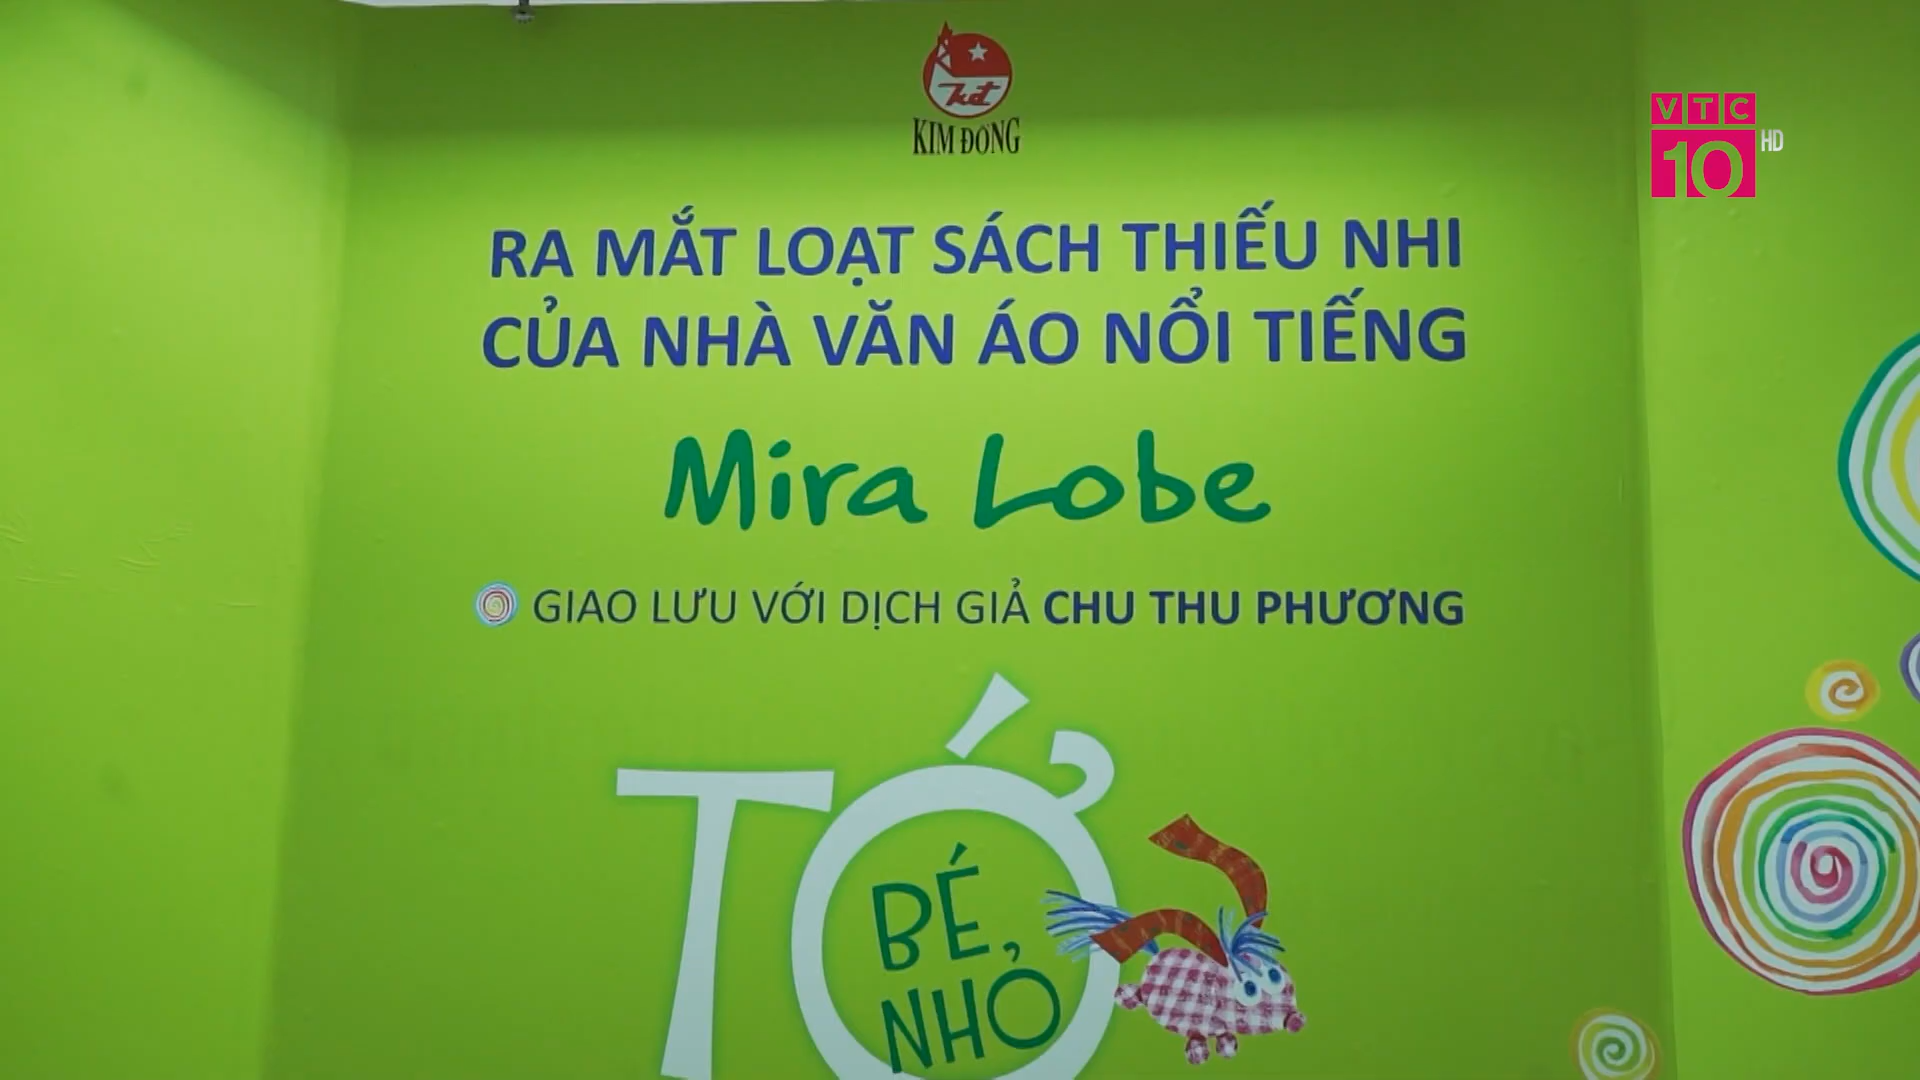 KIM ĐỒNG
VTC
10 HD
RA MẮT LOẠT SÁCH THIẾU NHI
CỦA NHÀ VĂN ÁO NỔI TIẾNG
Mira Lobe
GIAO LƯU VỚI DỊCH GIẢ CHU THU PHƯƠNG
TỚ
BÉ,
NHỎ